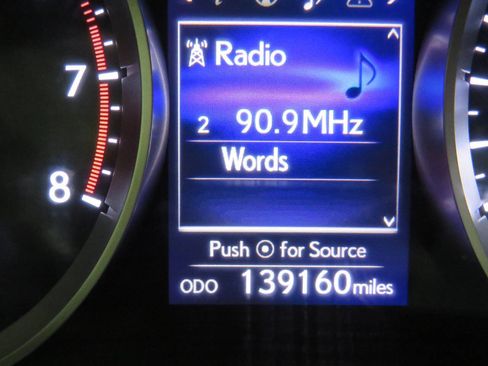 7
8
Radio
2 90.9MHz
Words
Push for Source
ODO 139160 miles